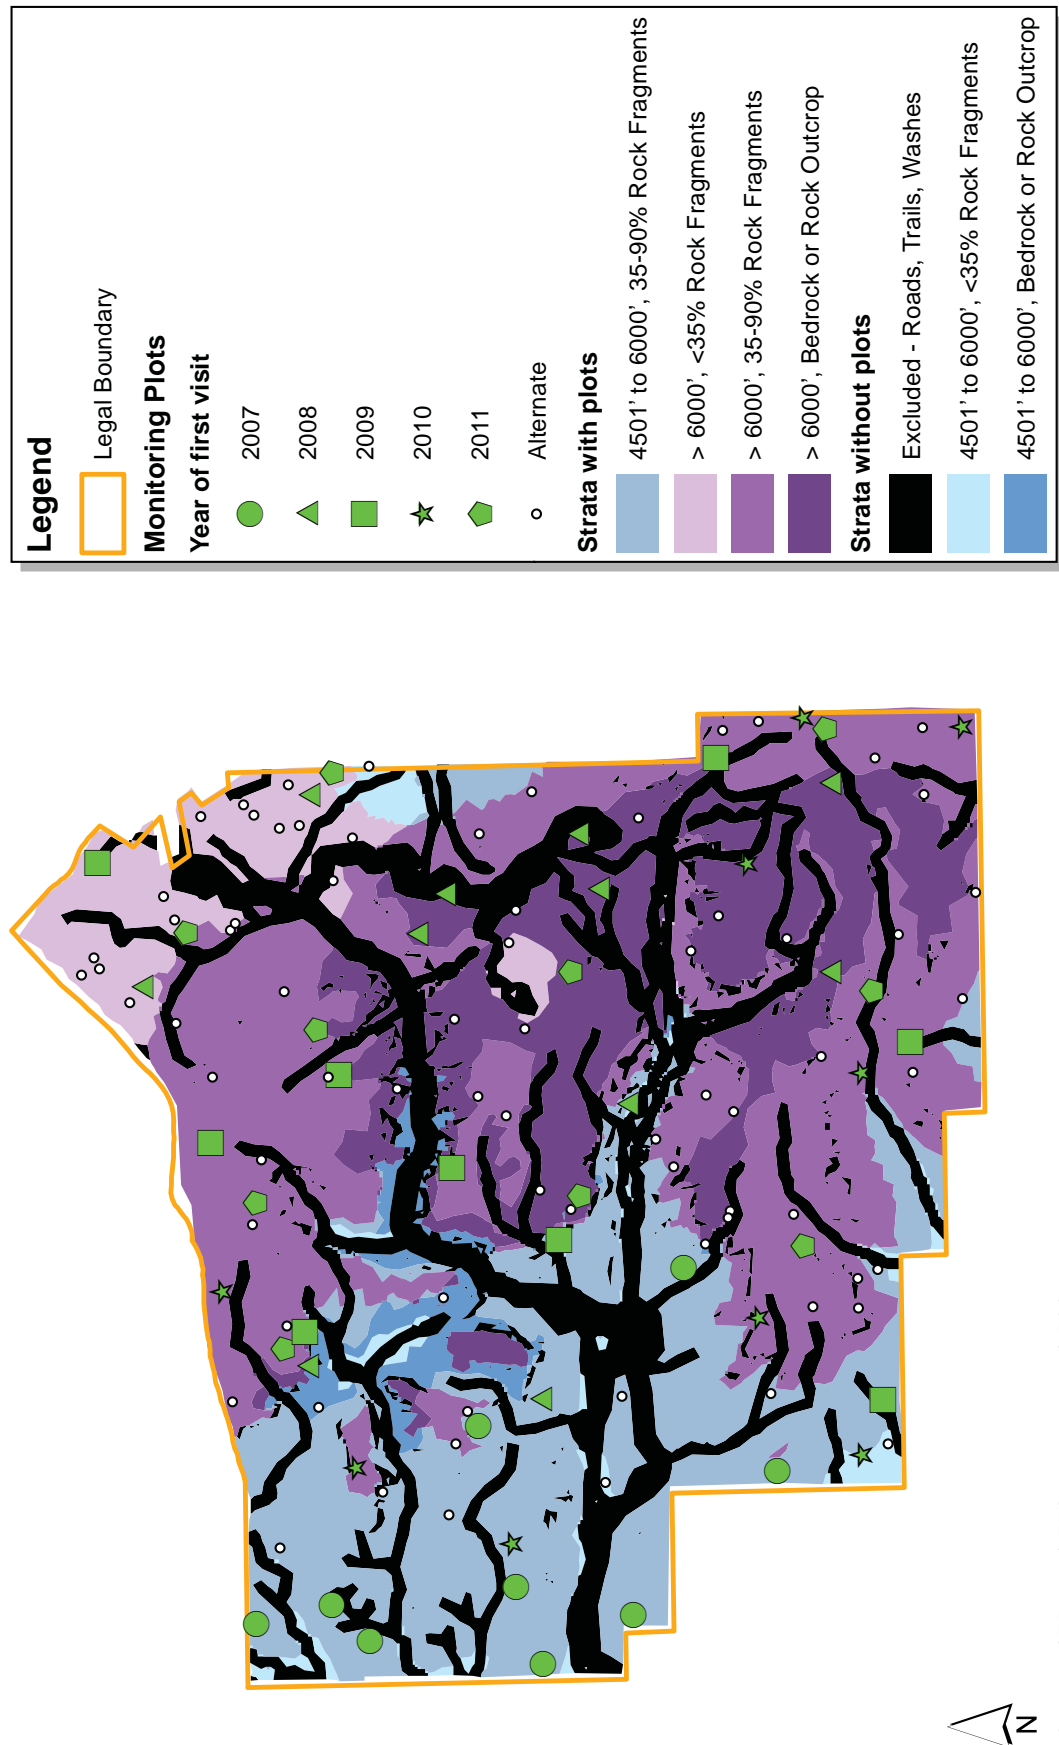 Legend
Legal Boundary
Monitoring Plots
Year of first visit
2007
2008
2009
2010
2011
Alternate
Strata with plots
4501' to 6000', 35-90% Rock Fragments
> 6000', <35% Rock Fragments
> 6000', 35-90% Rock Fragments
> 6000', Bedrock or Rock Outcrop
Strata without plots
Excluded - Roads, Trails, Washes
4501' to 6000', <35% Rock Fragments
4501' to 6000', Bedrock or Rock Outcrop
N